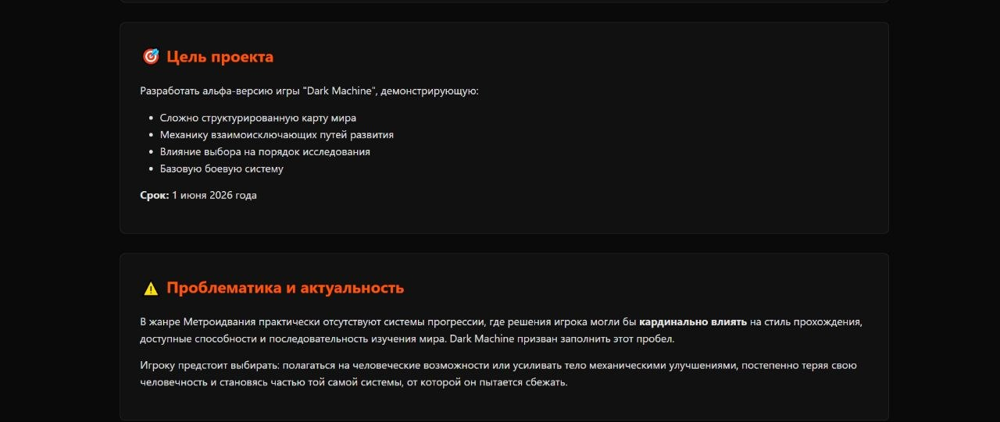 Цель проекта
Разработать альфа-версию игры "Dark Machine", демонстрирующую:
Сложно структурированную карту мира
Механику взаимоисключающих путей развития
Влияние выбора на порядок исследования
Базовую боевую систему
Срок: 1 июня 2026 года
Проблематика и актуальность
В жанре Метроидвания практически отсутствуют системы прогрессии, где решения игрока могли бы кардинально влиять на стиль прохождения,
доступные способности и последовательность изучения мира. Dark Machine призван заполнить этот пробел.
Игроку предстоит выбирать: полагаться на человеческие возможности или усиливать тело механическими улучшениями, постепенно теряя свою
человечность и становясь частью той самой системы, от которой он пытается сбежать.